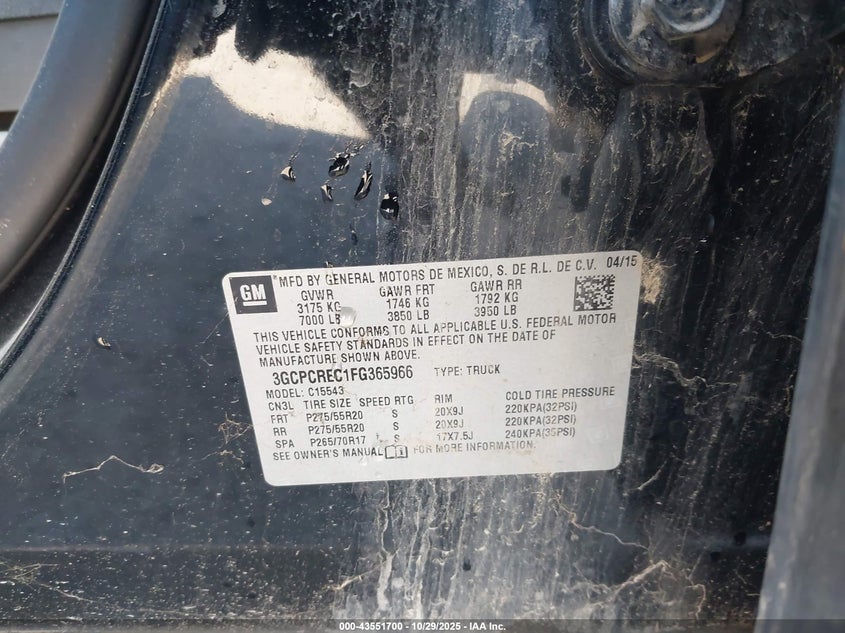 GM
*MFD BY GENERAL MOTORS DE MEXICO, S. DE R.L. DE C.V. 04/15
GVWR GAWR FRT GAWR RR
3175 KG 1746 KG 1792 KG
7000 LB 3850 LB 3950 LB
THIS VEHICLE CONFORMS TO ALL APPLICABLE U.S. FEDERAL MOTOR
VEHICLE SAFETY STANDARDS IN EFFECT ON THE DATE OF
MANUFACTURE SHOWN ABOVE.
3GCPCREC1FG365966 TYPE: TRUCK
MODEL: C15543
CN3L TIRE SIZE SPEED RTG RIM COLD TIRE PRESSURE
FRT P275/55R20 S 20X9J 220KPA(32PSI)
RR P275/55R20 S 20X9J 220KPA(32PSI)
SPA P265/70R17 S 17X7.5J 240KPA(35PSI)
SEE OWNER'S MANUAL FOR MORE INFORMATION.
000-43551700 - 10/29/2025 - IAA Inc.